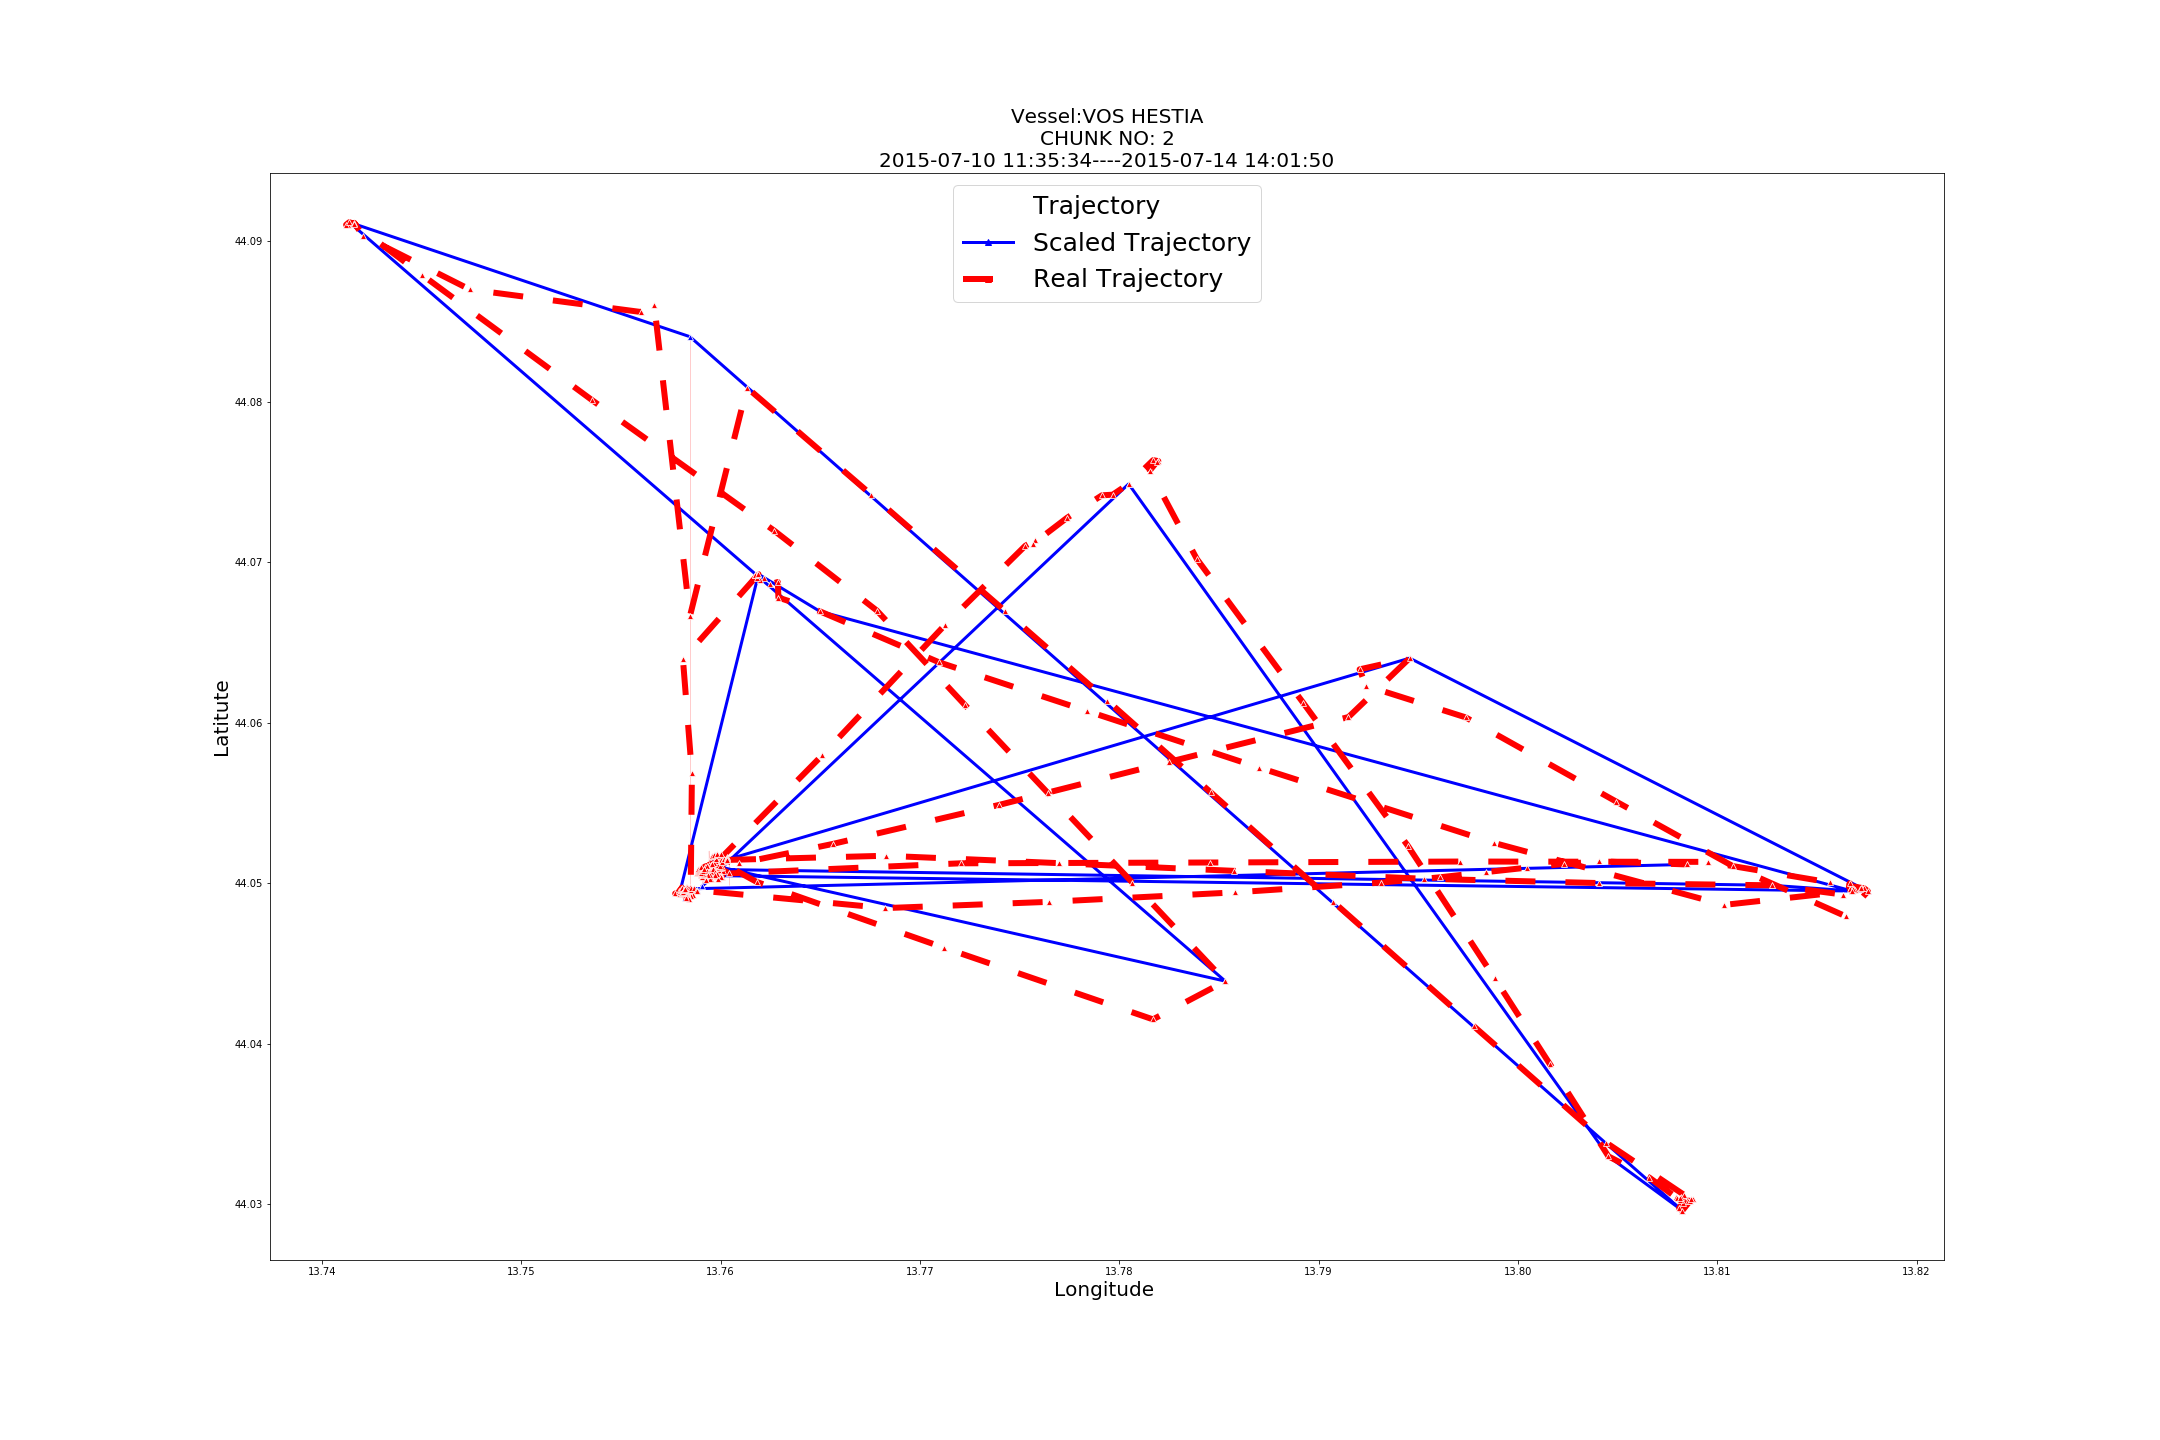 Vessel:VOS HESTIA
CHUNK NO: 2
2015-07-10 11:35:34----2015-07-14 14:01:50
Trajectory
Scaled Trajectory
Real Trajectory
44.09
44.08
44.07
44.06
44.05
44.04
44.03
Latitute
13.74 13.75 13.76 13.77 13.78 13.79 13.80 13.81 13.82
Longitude